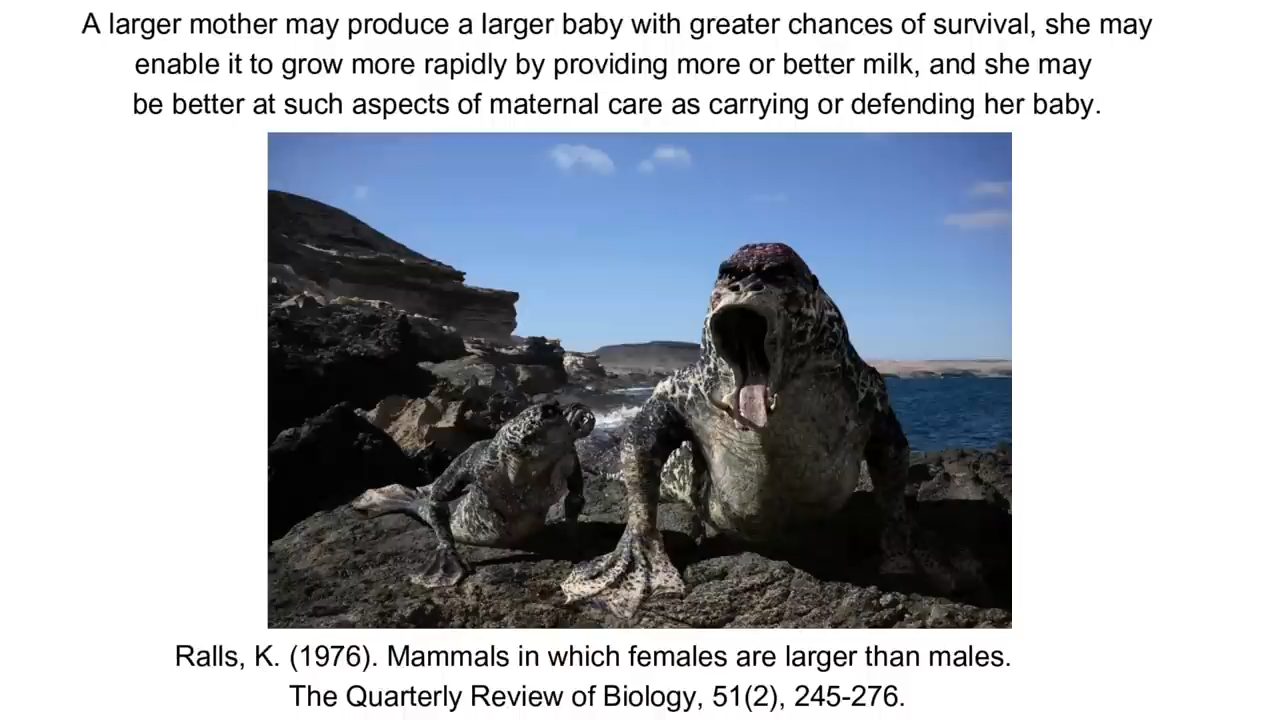 A larger mother may produce a larger baby with greater chances of survival, she may
enable it to grow more rapidly by providing more or better milk, and she may
be better at such aspects of maternal care as carrying or defending her baby.
Ralls, K. (1976). Mammals in which females are larger than males.
The Quarterly Review of Biology, 51(2), 245-276.